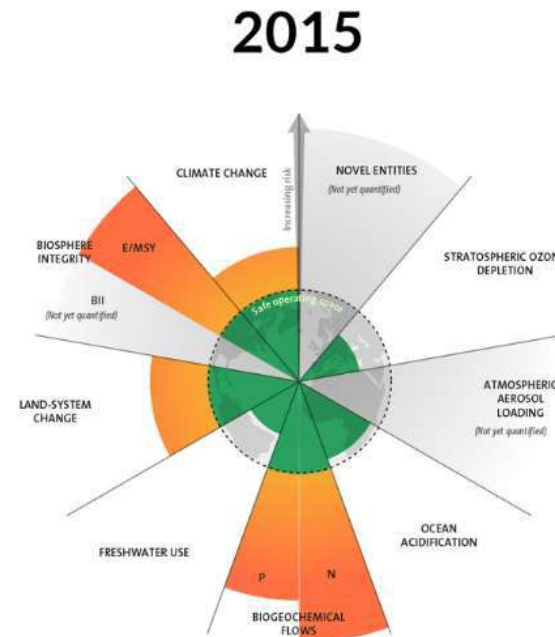 2015
CLIMATE CHANGE
Increasing risk
NOVEL ENTITIES
(Not yet quantified)
STRATOSPHERIC OZON
DEPLETION
ATMOSPHERIC
AEROSOL
LOADING
(Not yet quantified)
OCEAN
ACIDIFICATION
N
P
BIOGEOCHEMICAL
FLOWS
FRESHWATER USE
LAND-SYSTEM
CHANGE
BII
(Not yet quantified)
BIOSPHERE
INTEGRITY
E/MSY
Safe operating space